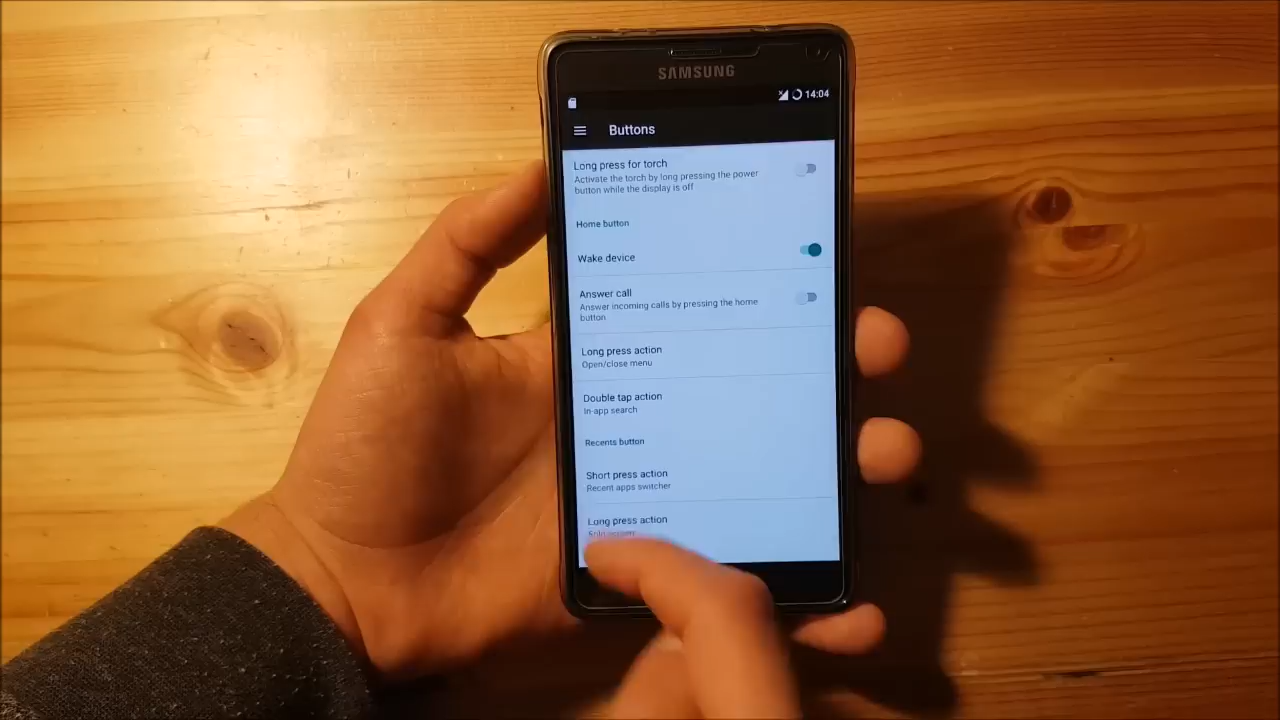 SAMSUNG
14:04
Buttons
Long press for torch
Activate the torch by long pressing the power
button while the display is off
Home button
Wake device
Answer call
Answer incoming calls by pressing the home
button
Long press action
Open/close menu
Double tap action
In-app search
Recents button
Short press action
Recent apps switcher
Long press action